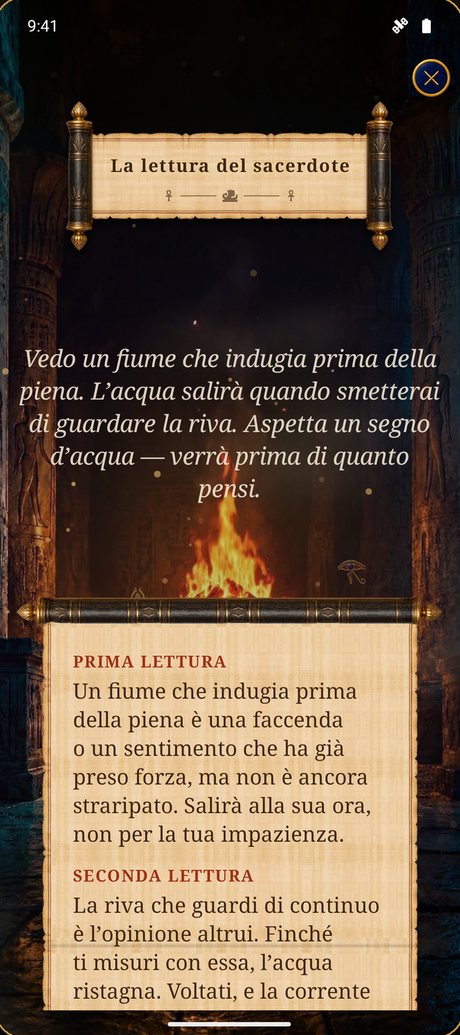 9:41
La lettura del sacerdote
Vedo un fiume che indugia prima della
piena. L’acqua salirà quando smetterai
di guardare la riva. Aspetta un segno
d’acqua — verrà prima di quanto
pensi.
PRIMA LETTURA
Un fiume che indugia prima
della piena è una faccenda
o un sentimento che ha già
preso forza, ma non è ancora
straripato. Salirà alla sua ora,
non per la tua impazienza.
SECONDA LETTURA
La riva che guardi di continuo
è l’opinione altrui. Finché
ti misuri con essa, l’acqua
ristagna. Voltati, e la corrente